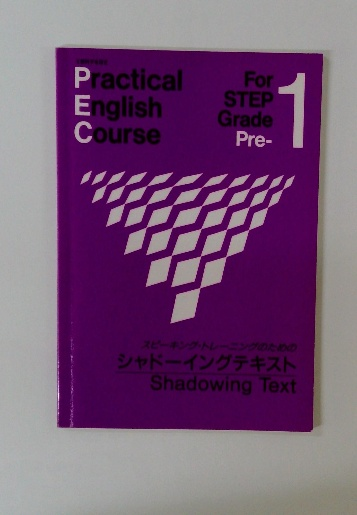 Practical
English
Course
For
STEP
Grade
Pre-1
スピーキング・トレーニングのための
シャドーイングテキスト
Shadowing Text